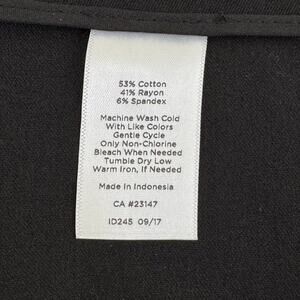 53% Cotton
41% Rayon
6% Spandex
Machine Wash Cold
With Like Colors
Gentle Cycle
Only Non-Chlorine
Bleach When Needed
Tumble Dry Low
Warm Iron, If Needed
Made In Indonesia
CA #23147
ID245 09/17